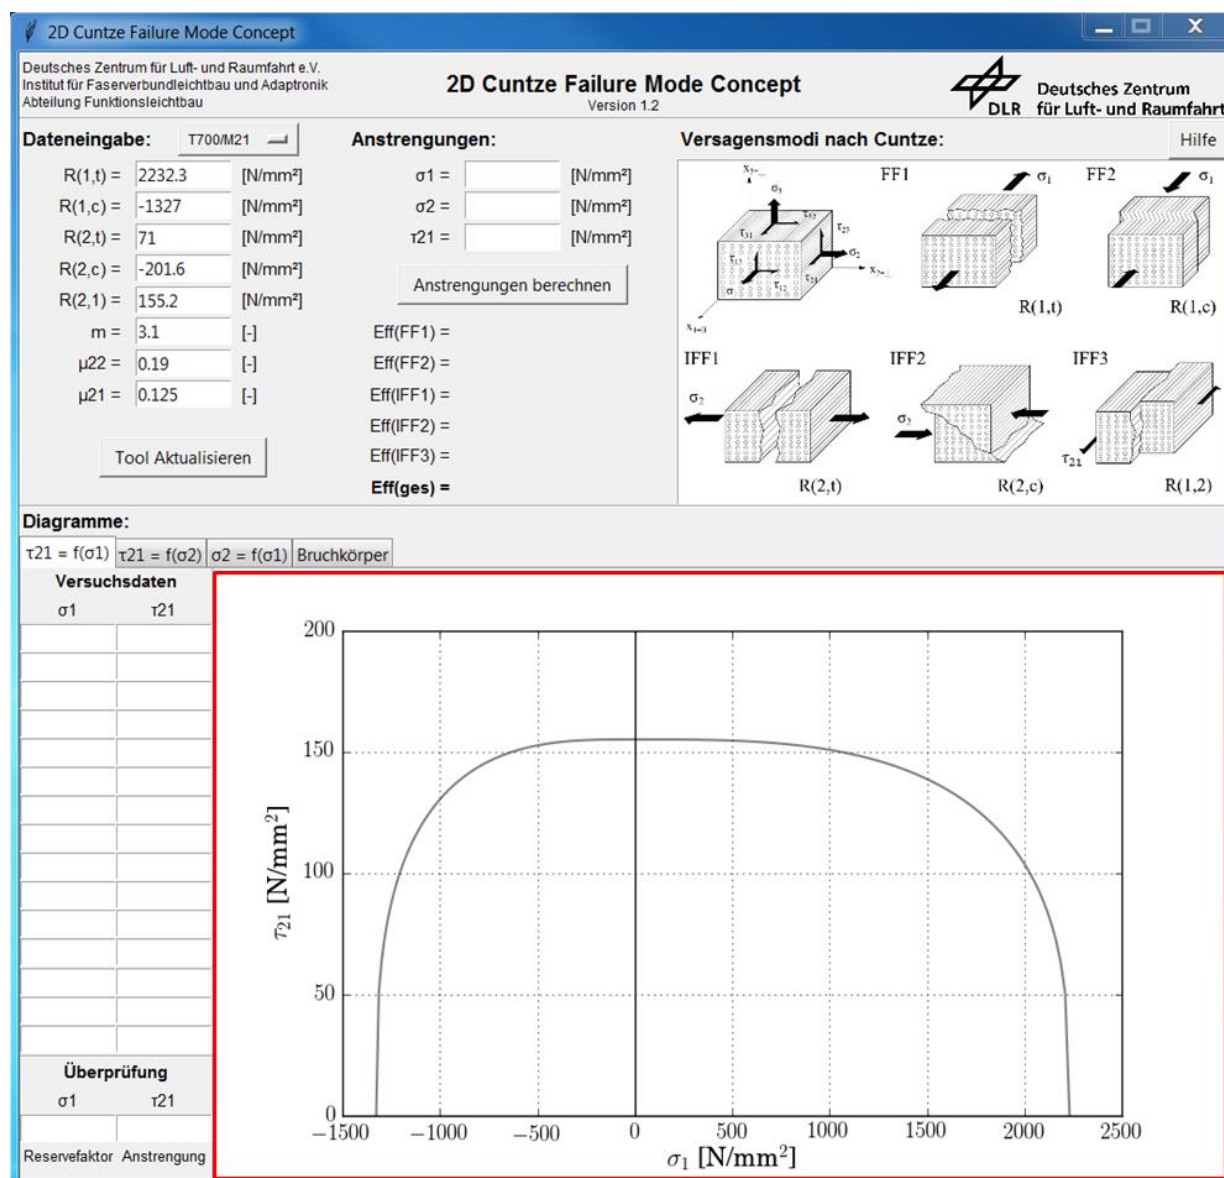 2D Cuntze Failure Mode Concept
Deutsches Zentrum für Luft- und Raumfahrt e.V.
Institut für Faserverbundleichtbau und Adaptronik
Abteilung Funktionsleichtbau
2D Cuntze Failure Mode Concept
Version 1.2
DLR
Deutsches Zentrum
für Luft- und Raumfahrt
Dateneingabe:
T700/M21
R(1,t) = 2232.3 [N/mm²]
R(1,c) = -1327 [N/mm²]
R(2,t) = 71 [N/mm²]
R(2,c) = -201.6 [N/mm²]
R(2,1) = 155.2 [N/mm²]
m = 3.1 [-]
μ22 = 0.19 [-]
μ21 = 0.125 [-]
Tool Aktualisieren
Anstrengungen:
σ1 = [N/mm²]
σ2 = [N/mm²]
τ21 = [N/mm²]
Anstrengungen berechnen
Eff(FF1) =
Eff(FF2) =
Eff(IFF1) =
Eff(IFF2) =
Eff(IFF3) =
Eff(ges) =
Versagensmodi nach Cuntze:
Hilfe
FF1
σ1
R(1,t)
FF2
σ1
R(1,c)
IFF1
σ2
R(2,t)
IFF2
σ2
R(2,c)
IFF3
τ21
R(1,2)
Diagramme:
τ21 = f(σ1) τ21 = f(σ2) σ2 = f(σ1) Bruchkörper
Versuchsdaten
σ1 τ21
Überprüfung
σ1 τ21
Reservefaktor Anstrengung
200
150
100
50
0
τ21 [N/mm²]
−1500 −1000 −500 0 500 1000 1500 2000 2500
σ1 [N/mm²]